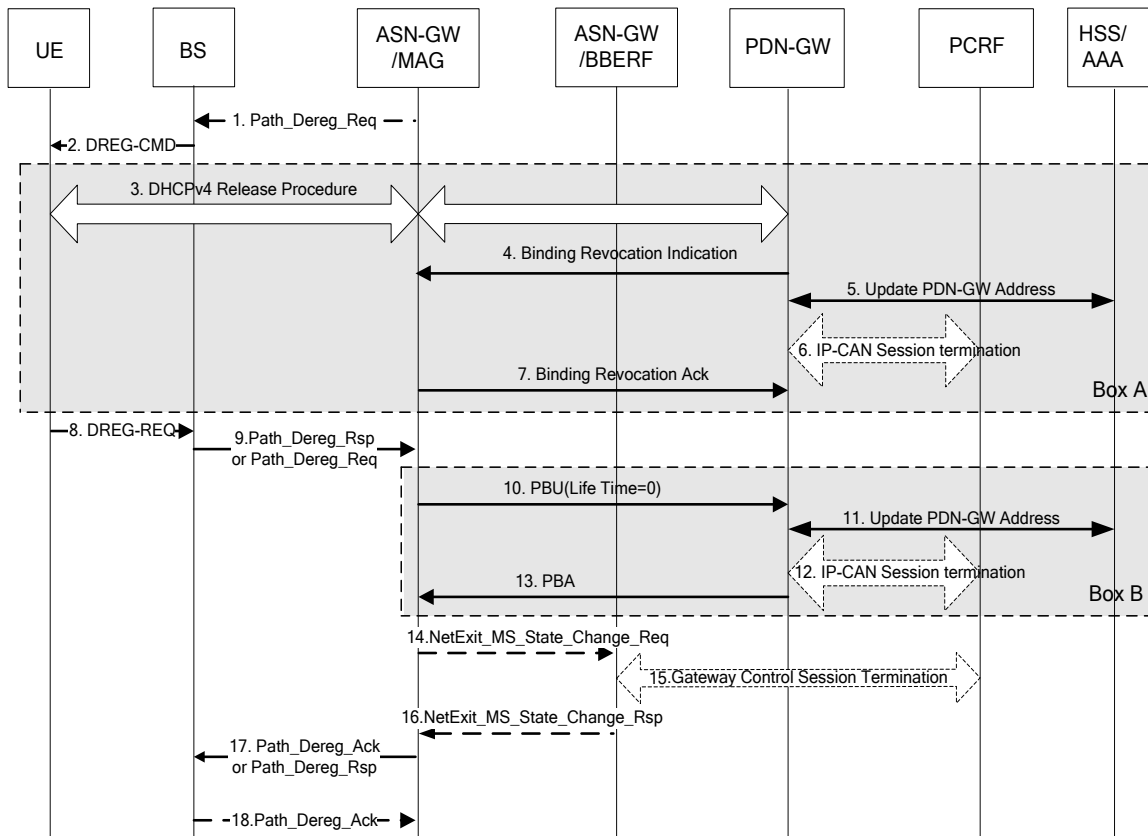 UE
BS
ASN-GW
/MAG
ASN-GW
/BBERF
PDN-GW
PCRF
HSS/
AAA
1. Path_Dereg_Req
2. DREG-CMD
3. DHCPv4 Release Procedure
4. Binding Revocation Indication
5. Update PDN-GW Address
6. IP-CAN Session termination
7. Binding Revocation Ack
Box A
8. DREG-REQ
9.Path_Dereg_Rsp
or Path_Dereg_Req
10. PBU(Life Time=0)
11. Update PDN-GW Address
12. IP-CAN Session termination
13. PBA
Box B
14.NetExit_MS_State_Change_Req
15.Gateway Control Session Termination
16.NetExit_MS_State_Change_Rsp
17. Path_Dereg_Ack
or Path_Dereg_Rsp
18.Path_Dereg_Ack